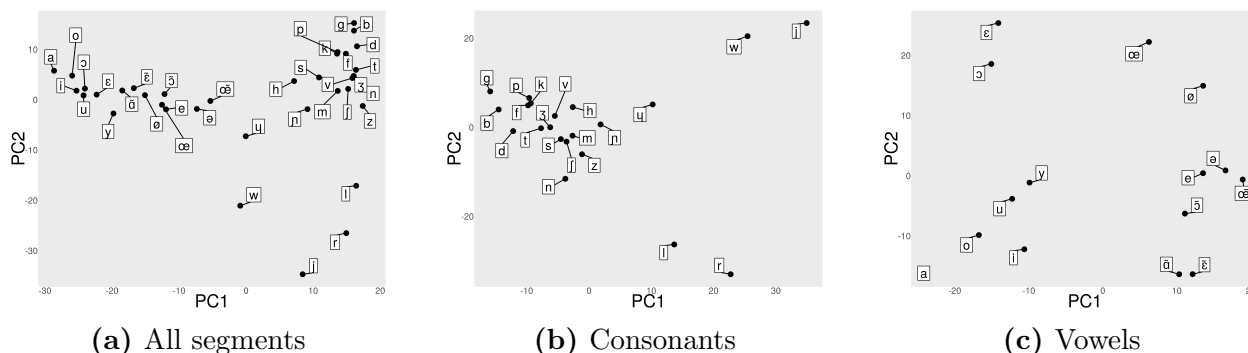 o
p
g
b
a
ɔ
k
d
i
ɛ
ɛ̃
ɔ̃
œ̃
s
f
t
h
v
ʒ
u
ɑ̃
e
ɲ
m
ʃ
n
y
ø
ə
z
œ
ɥ
w
l
r
j
10
0
-10
-20
-30
PC2
-30
-20
-10
0
10
20
PC1
(a) All segments
j
w
g
p
k
v
b
f
ʒ
h
ɥ
d
t
s
m
ɲ
n
ʃ
z
l
r
20
0
-20
PC2
-10
0
10
20
30
PC1
(b) Consonants
ɛ
œ
ɔ
ø
ə
y
e
u
œ̃
ɔ̃
o
i
a
ɑ̃
ɛ̃
20
10
0
-10
PC2
-20
-10
0
10
PC1
(c) Vowels